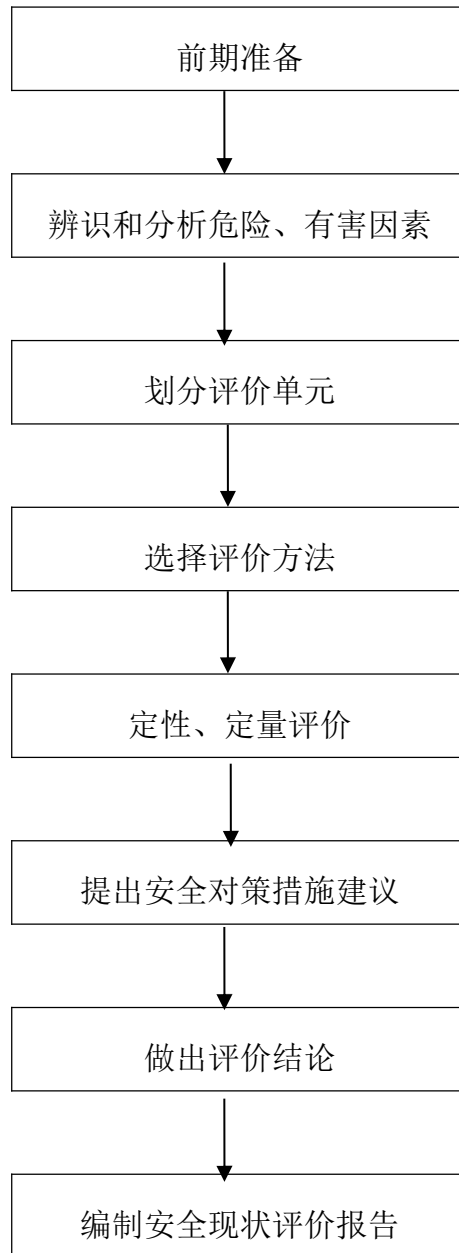 前期准备
辨识和分析危险、有害因素
划分评价单元
选择评价方法
定性、定量评价
提出安全对策措施建议
做出评价结论
编制安全现状评价报告